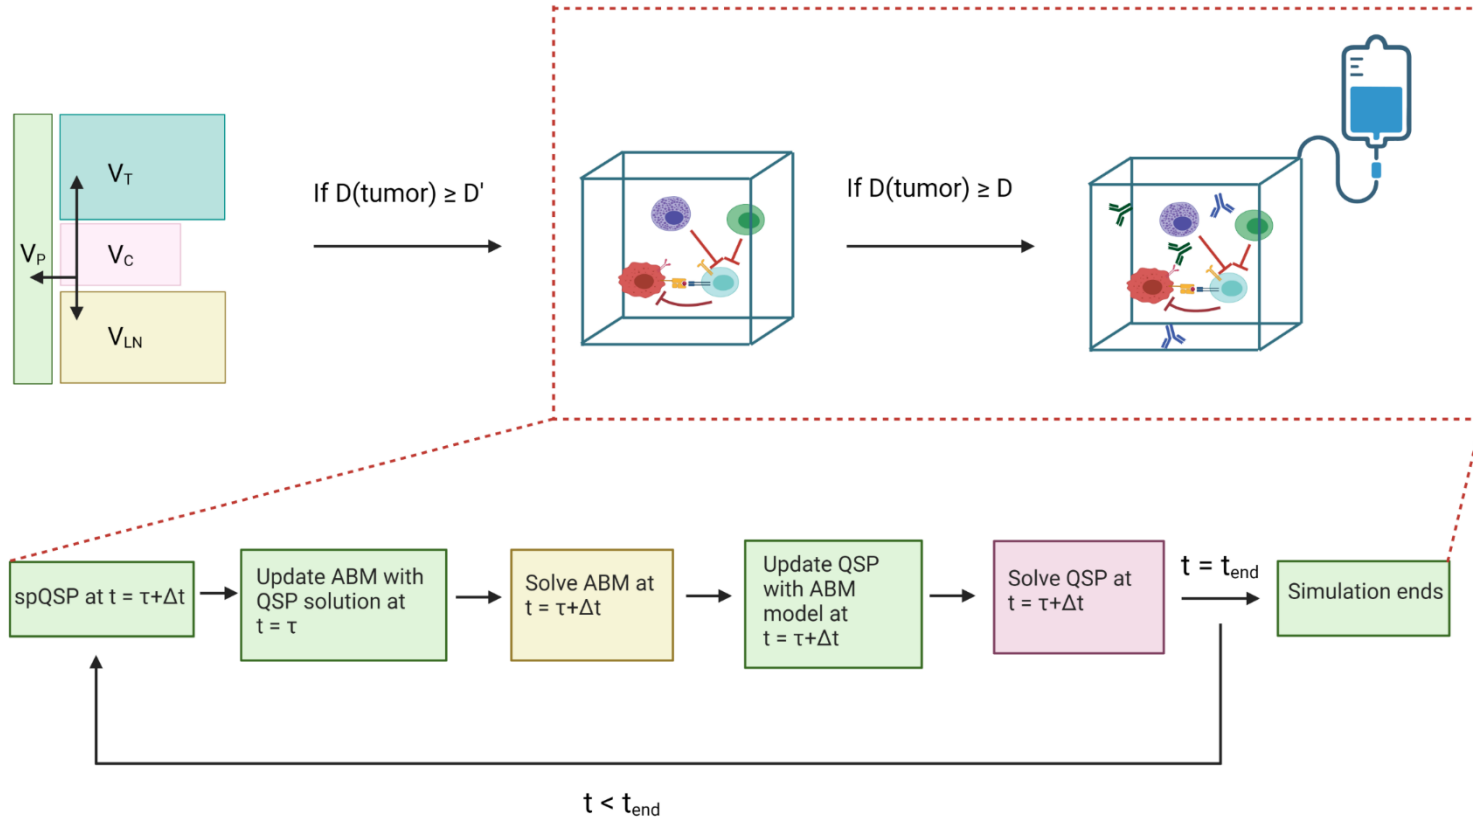 V_T
V_P
V_C
V_LN
If D(tumor) ≥ D'
If D(tumor) ≥ D
spQSP at t = τ+Δt
Update ABM with
QSP solution at
t = τ
Solve ABM at
t = τ+Δt
Update QSP
with ABM
model at
t = τ+Δt
Solve QSP at
t = τ+Δt
t = t_end
Simulation ends
t < t_end